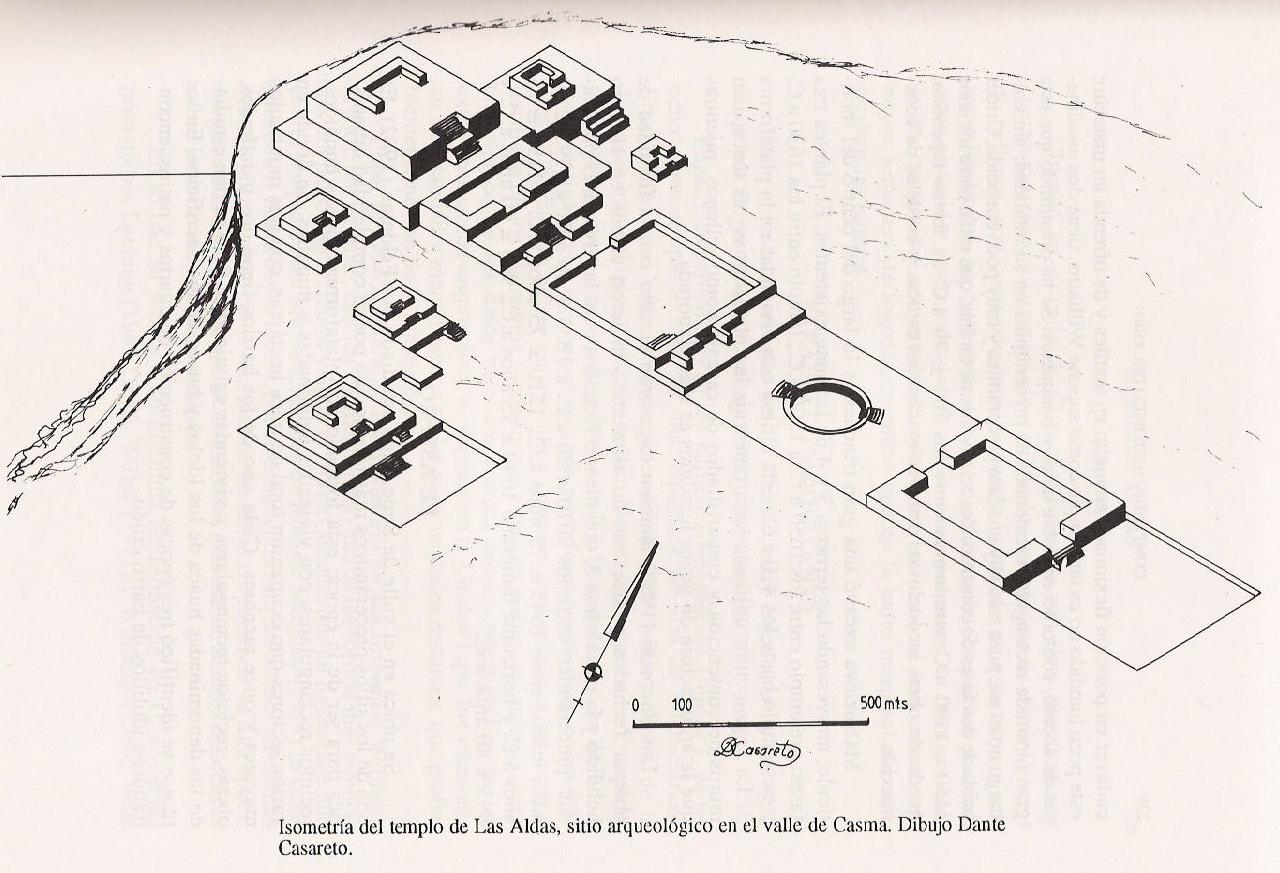 0 100 500 mts.
DCasareto
Isometría del templo de Las Aldas, sitio arqueológico en el valle de Casma. Dibujo Dante
Casareto.